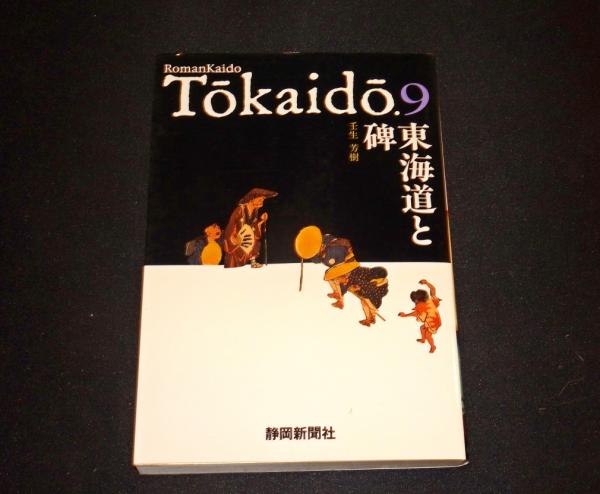 RomanKaido
Tōkaidō.9
東海道と
碑
壬生 芳樹
静岡新聞社